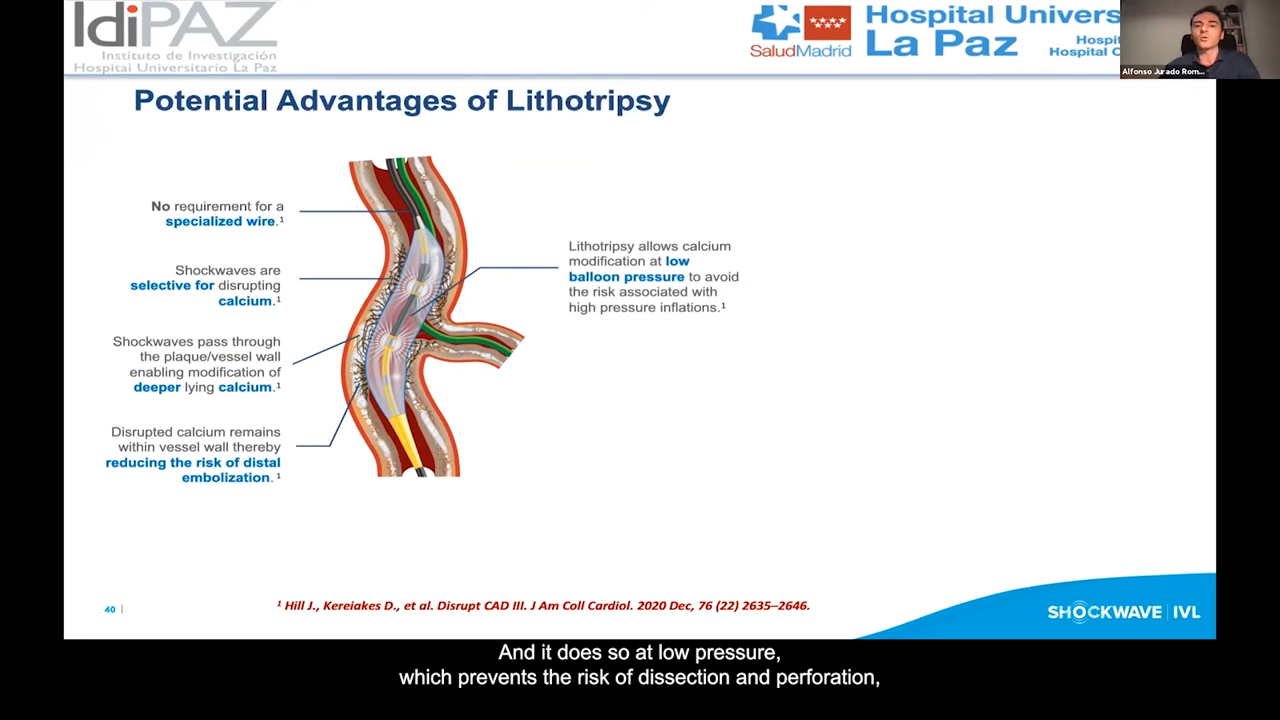 IdiPAZ
Instituto de Investigación
Hospital Universitario La Paz
SaludMadrid
Hospital Univers
La Paz
Hospi
Hospital C
Alfonso Jurado Rom...
Potential Advantages of Lithotripsy
No requirement for a
specialized wire.¹
Shockwaves are
selective for disrupting
calcium.¹
Shockwaves pass through
the plaque/vessel wall
enabling modification of
deeper lying calcium.¹
Disrupted calcium remains
within vessel wall thereby
reducing the risk of distal
embolization. ¹
Lithotripsy allows calcium
modification at low
balloon pressure to avoid
the risk associated with
high pressure inflations.¹
40 |
¹ Hill J., Kereiakes D., et al. Disrupt CAD III. J Am Coll Cardiol. 2020 Dec, 76 (22) 2635–2646.
SHOCKWAVE | IVL
And it does so at low pressure,
which prevents the risk of dissection and perforation,